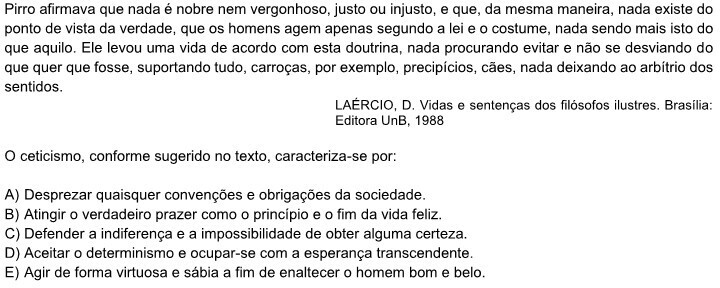 Pirro afirmava que nada é nobre nem vergonhoso, justo ou injusto, e que, da mesma maneira, nada existe do
ponto de vista da verdade, que os homens agem apenas segundo a lei e o costume, nada sendo mais isto do
que aquilo. Ele levou uma vida de acordo com esta doutrina, nada procurando evitar e não se desviando do
que quer que fosse, suportando tudo, carroças, por exemplo, precipícios, cães, nada deixando ao arbítrio dos
sentidos.
LAÉRCIO, D. Vidas e sentenças dos filósofos ilustres. Brasília:
Editora UnB, 1988
O ceticismo, conforme sugerido no texto, caracteriza-se por:
A) Desprezar quaisquer convenções e obrigações da sociedade.
B) Atingir o verdadeiro prazer como o princípio e o fim da vida feliz.
C) Defender a indiferença e a impossibilidade de obter alguma certeza.
D) Aceitar o determinismo e ocupar-se com a esperança transcendente.
E) Agir de forma virtuosa e sábia a fim de enaltecer o homem bom e belo.